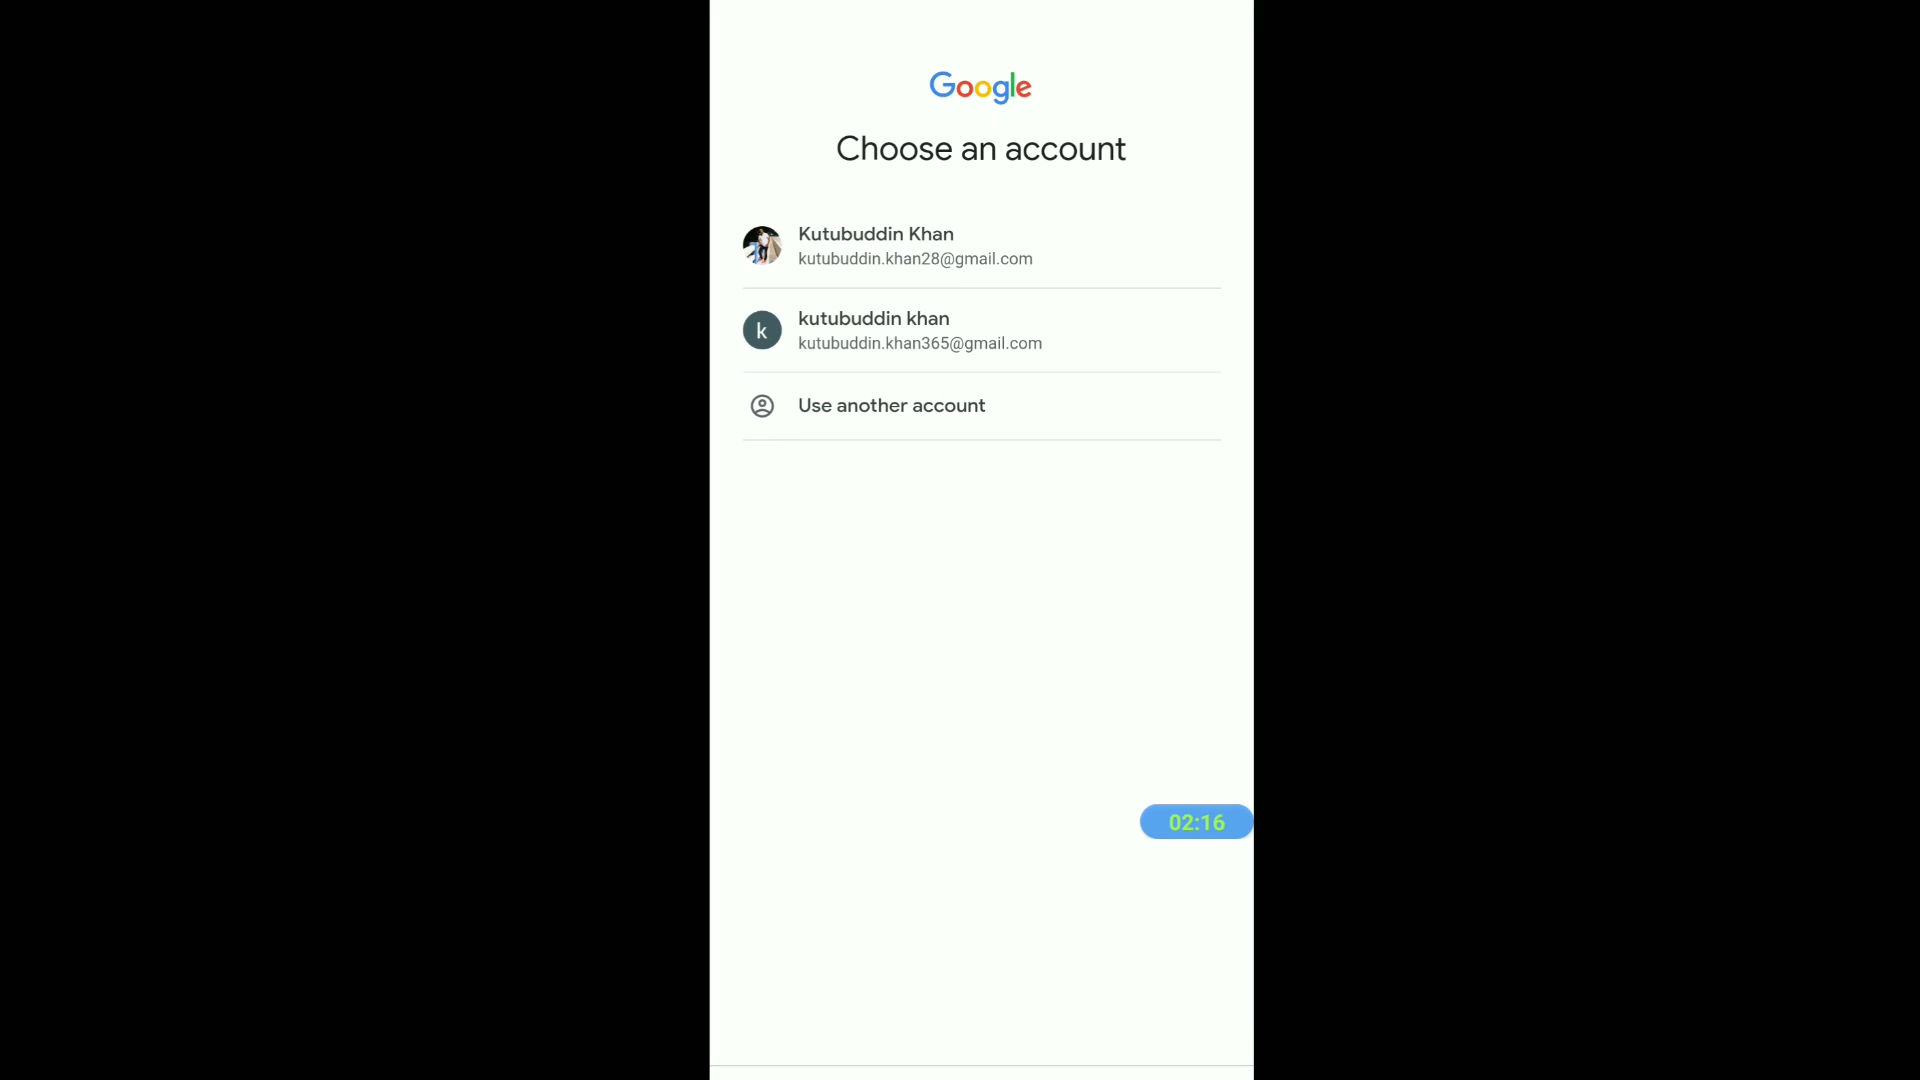 Google
Choose an account
Kutubuddin Khan
kutubuddin.khan28@gmail.com
k
kutubuddin khan
kutubuddin.khan365@gmail.com
Use another account
02:16